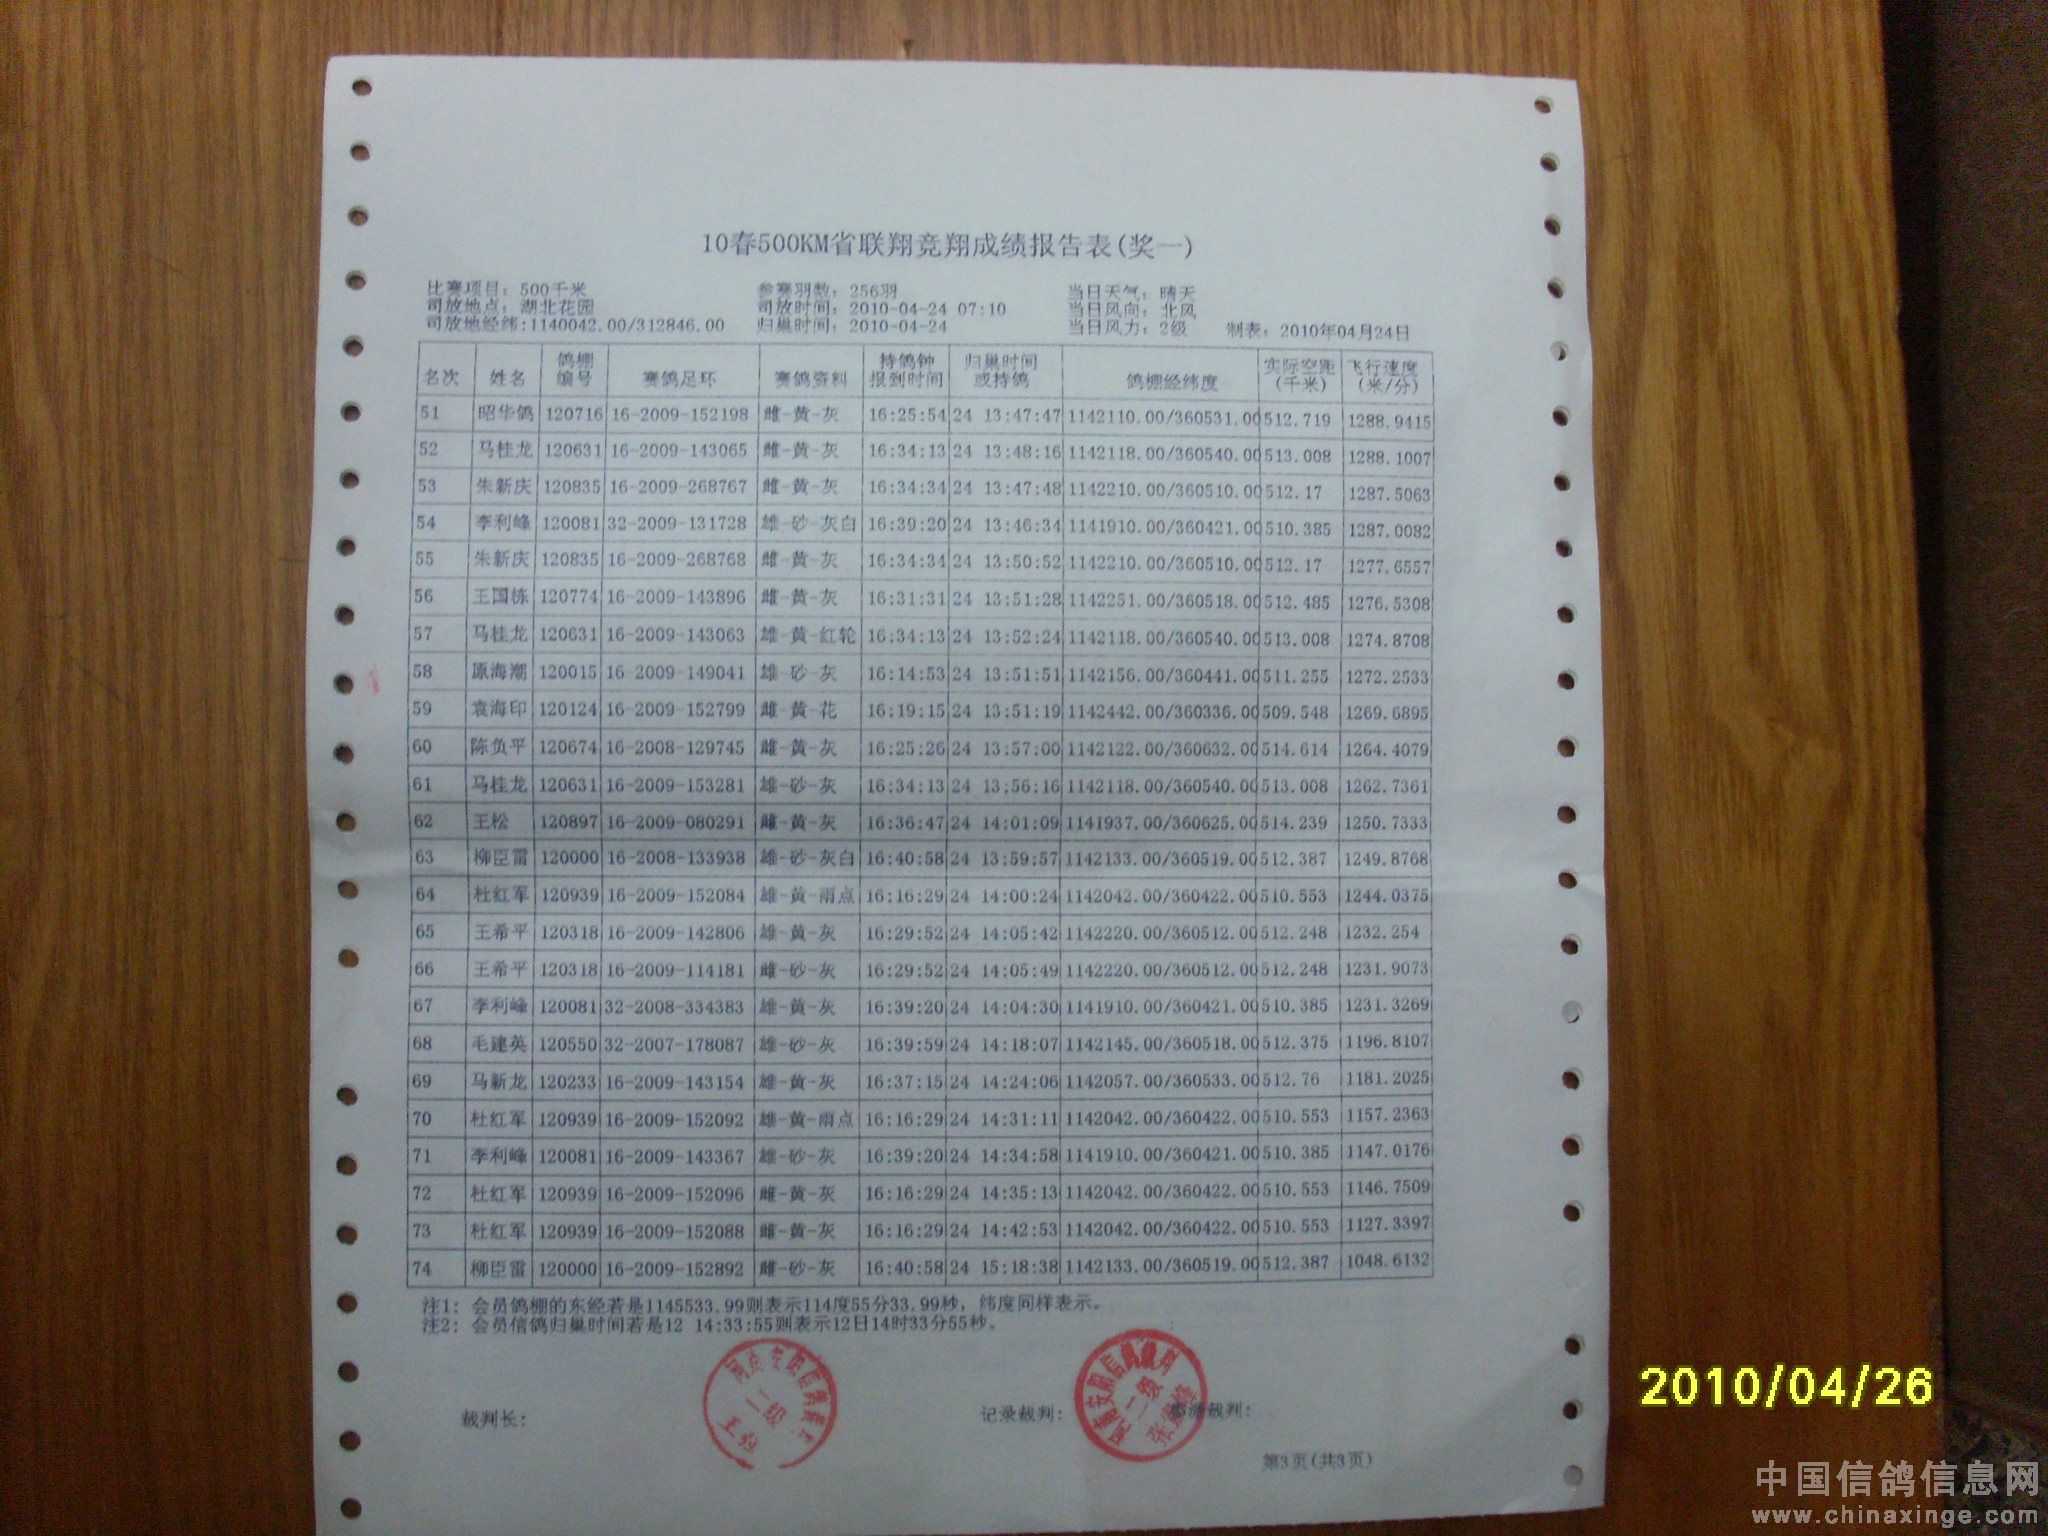 10春500KM省联翔竞翔成绩报告表(奖一)
比赛项目: 500千米 参赛羽数: 256羽 当日天气: 晴天
司放地点: 湖北花园 司放时间: 2010-04-24 07:10 当日风向: 北风
司放地经纬:1140042.00/312846.00 归巢时间: 2010-04-24 当日风力: 2级 制表: 2010年04月24日
名次 姓名 鸽棚编号 赛鸽足环 赛鸽资料 持鸽钟报到时间 归巢时间或持鸽 鸽棚经纬度 实际空距(千米) 飞行速度(米/分)
51 昭华鸽 120716 16-2009-152198 雌-黄-灰 16:25:54 24 13:47:47 1142110.00/360531.00 512.719 1288.9415
52 马桂龙 120631 16-2009-143065 雌-黄-灰 16:34:13 24 13:48:16 1142118.00/360540.00 513.008 1288.1007
53 朱新庆 120835 16-2009-268767 雌-黄-灰 16:34:34 24 13:47:48 1142210.00/360510.00 512.17 1287.5063
54 李利峰 120081 32-2009-131728 雄-砂-灰白 16:39:20 24 13:46:34 1141910.00/360421.00 510.385 1287.0082
55 朱新庆 120835 16-2009-268768 雌-黄-灰 16:34:34 24 13:50:52 1142210.00/360510.00 512.17 1277.6557
56 王国栋 120774 16-2009-143896 雌-黄-灰 16:31:31 24 13:51:28 1142251.00/360518.00 512.485 1276.5308
57 马桂龙 120631 16-2009-143063 雄-黄-红轮 16:34:13 24 13:52:24 1142118.00/360540.00 513.008 1274.8708
58 原海潮 120015 16-2009-149041 雄-砂-灰 16:14:53 24 13:51:51 1142156.00/360441.00 511.255 1272.2533
59 袁海印 120124 16-2009-152799 雌-黄-花 16:19:15 24 13:51:19 1142442.00/360336.00 509.548 1269.6895
60 陈负平 120674 16-2008-129745 雌-黄-灰 16:25:26 24 13:57:00 1142122.00/360632.00 514.614 1264.4079
61 马桂龙 120631 16-2009-153281 雄-砂-灰 16:34:13 24 13:56:16 1142118.00/360540.00 513.008 1262.7361
62 王松 120897 16-2009-080291 雌-黄-灰 16:36:47 24 14:01:09 1141937.00/360625.00 514.239 1250.7333
63 柳臣雷 120000 16-2008-133938 雄-砂-灰白 16:40:58 24 13:59:57 1142133.00/360519.00 512.387 1249.8768
64 杜红军 120939 16-2009-152084 雄-黄-雨点 16:16:29 24 14:00:24 1142042.00/360422.00 510.553 1244.0375
65 王希平 120318 16-2009-142806 雄-黄-灰 16:29:52 24 14:05:42 1142220.00/360512.00 512.248 1232.254
66 王希平 120318 16-2009-114181 雌-砂-灰 16:29:52 24 14:05:49 1142220.00/360512.00 512.248 1231.9073
67 李利峰 120081 32-2008-334383 雄-黄-灰 16:39:20 24 14:04:30 1141910.00/360421.00 510.385 1231.3269
68 毛建英 120550 32-2007-178087 雄-砂-灰 16:39:59 24 14:18:07 1142145.00/360518.00 512.375 1196.8107
69 马新龙 120233 16-2009-143154 雄-黄-灰 16:37:15 24 14:24:06 1142057.00/360533.00 512.76 1181.2025
70 杜红军 120939 16-2009-152092 雄-黄-雨点 16:16:29 24 14:31:11 1142042.00/360422.00 510.553 1157.2363
71 李利峰 120081 16-2009-143367 雄-砂-灰 16:39:20 24 14:34:58 1141910.00/360421.00 510.385 1147.0176
72 杜红军 120939 16-2009-152096 雌-黄-灰 16:16:29 24 14:35:13 1142042.00/360422.00 510.553 1146.7509
73 杜红军 120939 16-2009-152088 雌-黄-灰 16:16:29 24 14:42:53 1142042.00/360422.00 510.553 1127.3397
74 柳臣雷 120000 16-2009-152892 雌-砂-灰 16:40:58 24 15:18:38 1142133.00/360519.00 512.387 1048.6132
注1: 会员鸽棚的东经若是1145533.99则表示114度55分33.99秒, 纬度同样表示。
注2: 会员信鸽归巢时间若是12 14:33:55则表示12日14时33分55秒。
裁判长: 记录裁判: 裁判:
二级
二级
第3页(共3页)
2010/04/26
中国信鸽信息网
www.chinaxinge.com